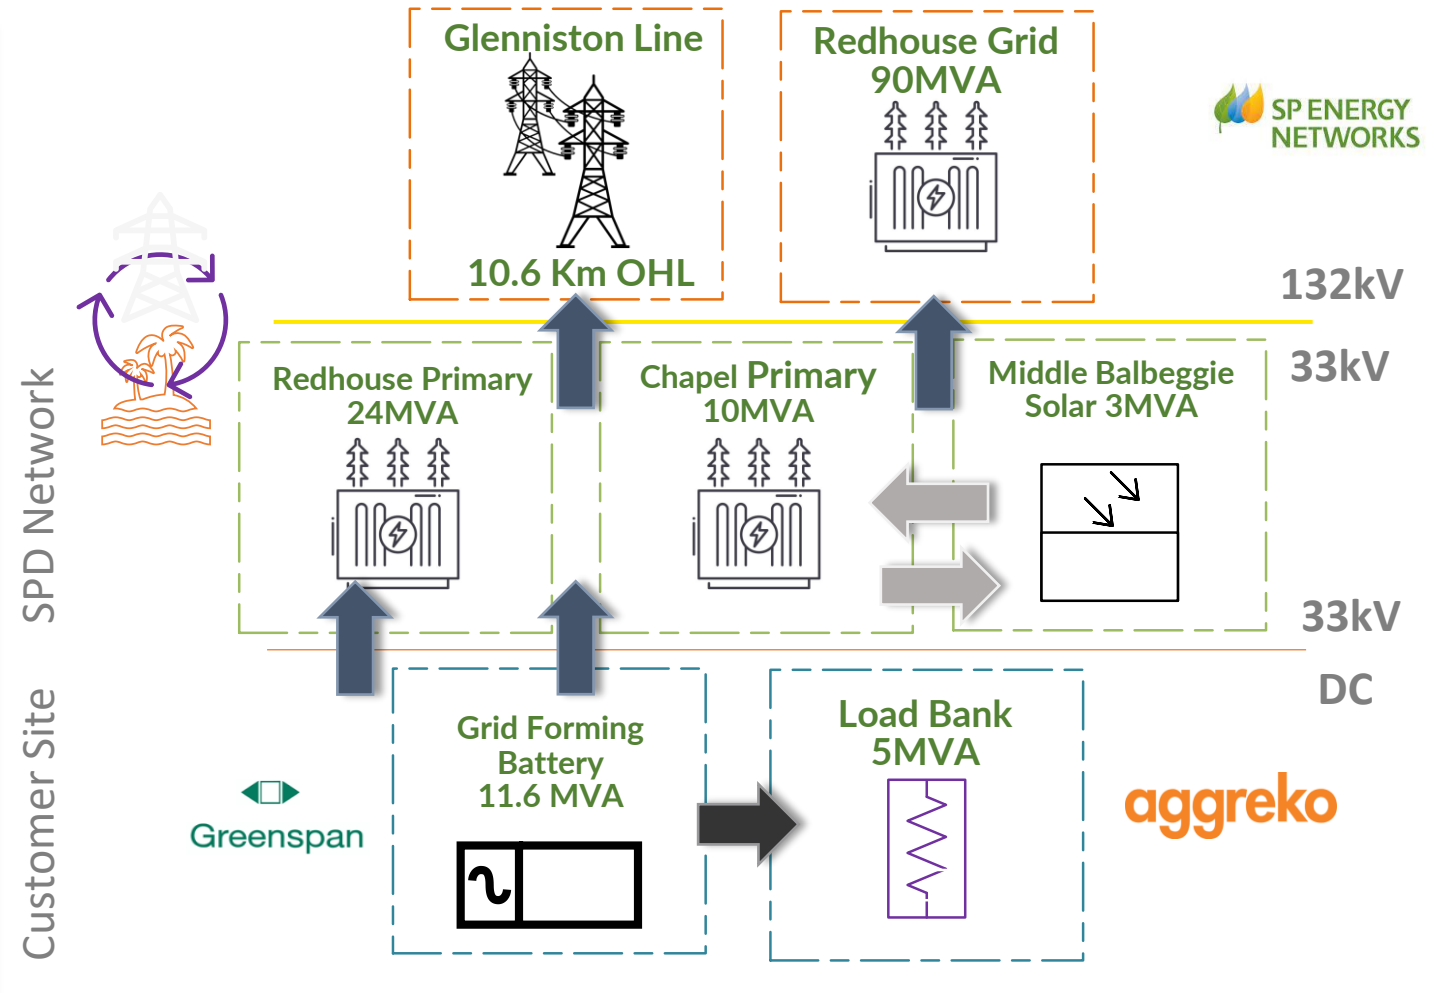 Glenniston Line
10.6 Km OHL
Redhouse Grid
90MVA
SP ENERGY
NETWORKS
132kV
33kV
SPD Network
Redhouse Primary
24MVA
Chapel Primary
10MVA
Middle Balbeggie
Solar 3MVA
33kV
DC
Customer Site
Greenspan
Grid Forming
Battery
11.6 MVA
Load Bank
5MVA
aggreko